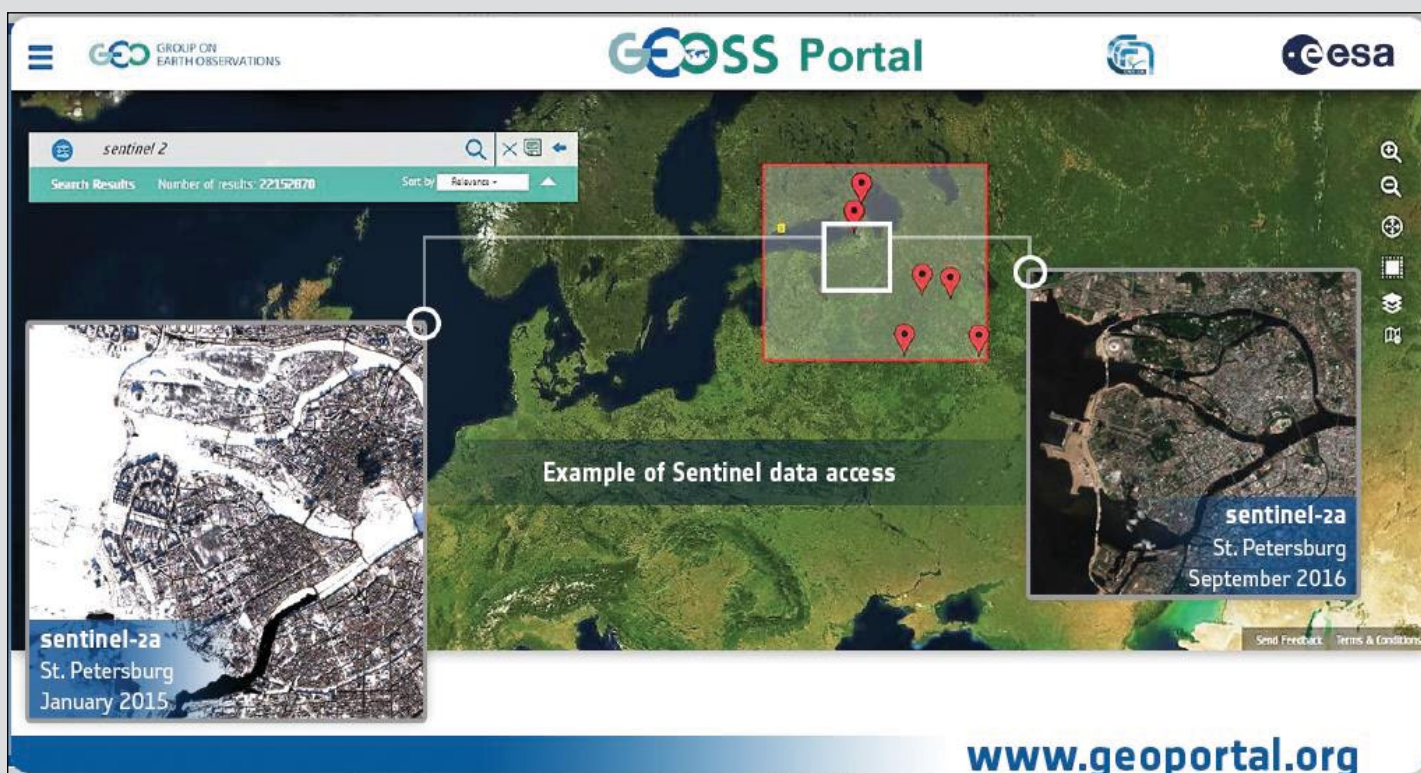 GEO GROUP ON
EARTH OBSERVATIONS
GEOSS Portal
esa
sentinel 2
Search Results Number of results: 22152870
Sort by Relevance
Example of Sentinel data access
sentinel-2a
St. Petersburg
January 2015
sentinel-2a
St. Petersburg
September 2016
Send Feedback Terms & Conditions
www.geoportal.org